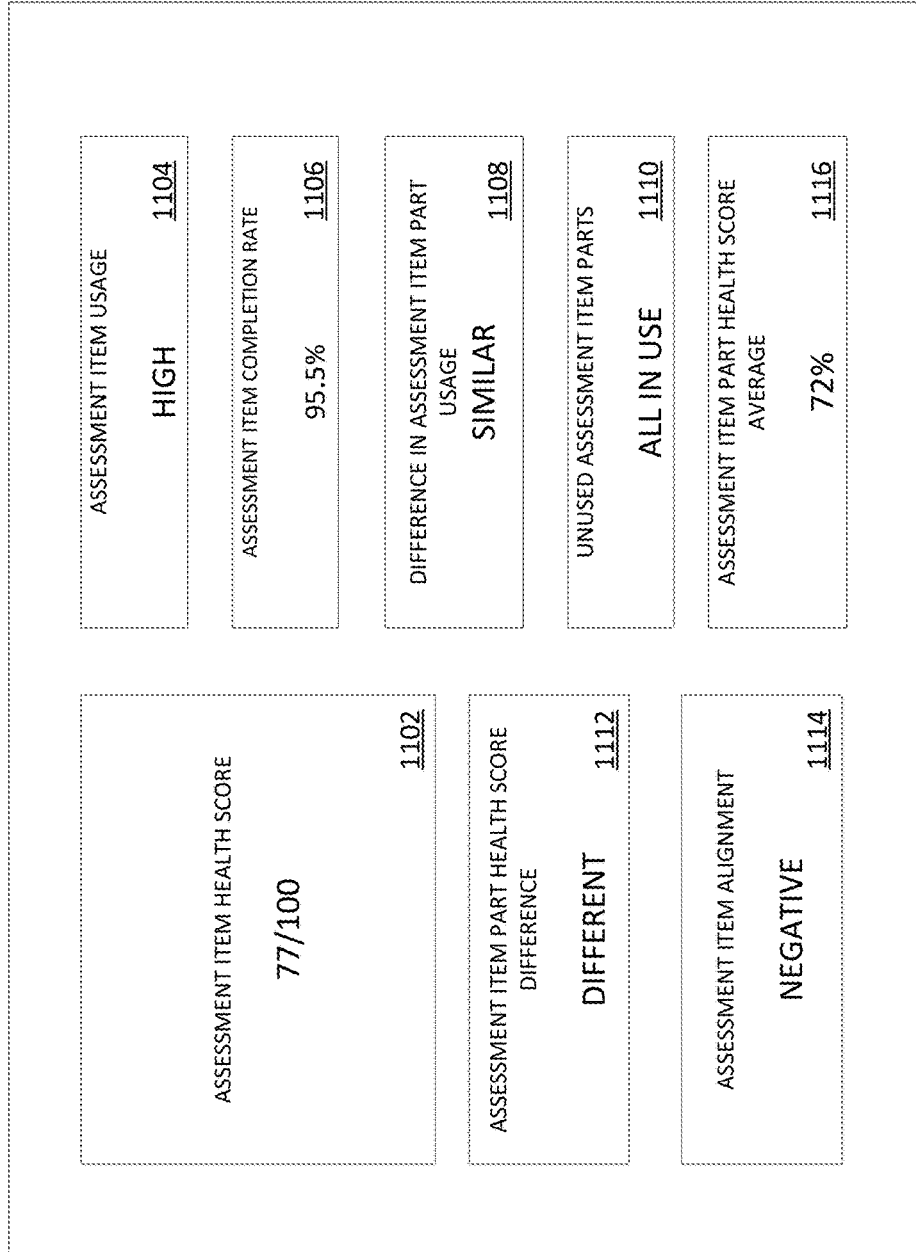 ASSESSMENT ITEM HEALTH SCORE
77/100
1102
ASSESSMENT ITEM PART HEALTH SCORE
DIFFERENCE
DIFFERENT
1112
ASSESSMENT ITEM ALIGNMENT
NEGATIVE
1114
ASSESSMENT ITEM USAGE
HIGH
1104
ASSESSMENT ITEM COMPLETION RATE
95.5%
1106
DIFFERENCE IN ASSESSMENT ITEM PART
USAGE
SIMILAR
1108
UNUSED ASSESSMENT ITEM PARTS
ALL IN USE
1110
ASSESSMENT ITEM PART HEALTH SCORE
AVERAGE
72%
1116